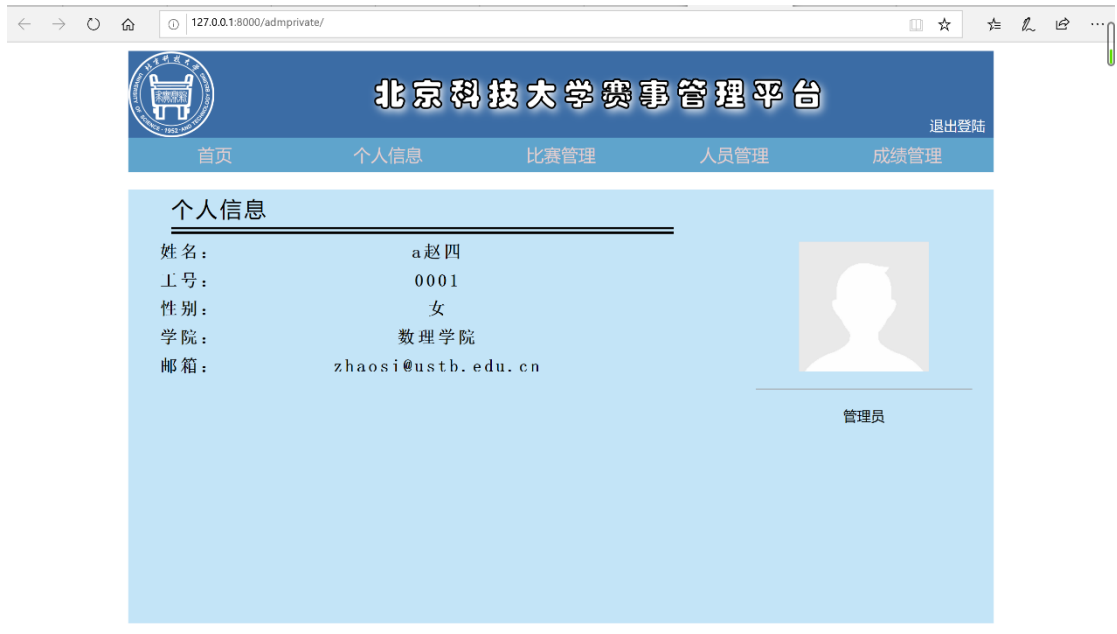 127.0.0.1:8000/admprivate/
北京科技大学赛事管理平台
退出登陆
首页 个人信息 比赛管理 人员管理 成绩管理
个人信息
姓名: a赵四
工号: 0001
性别: 女
学院: 数理学院
邮箱: zhaosi@ustb.edu.cn
管理员